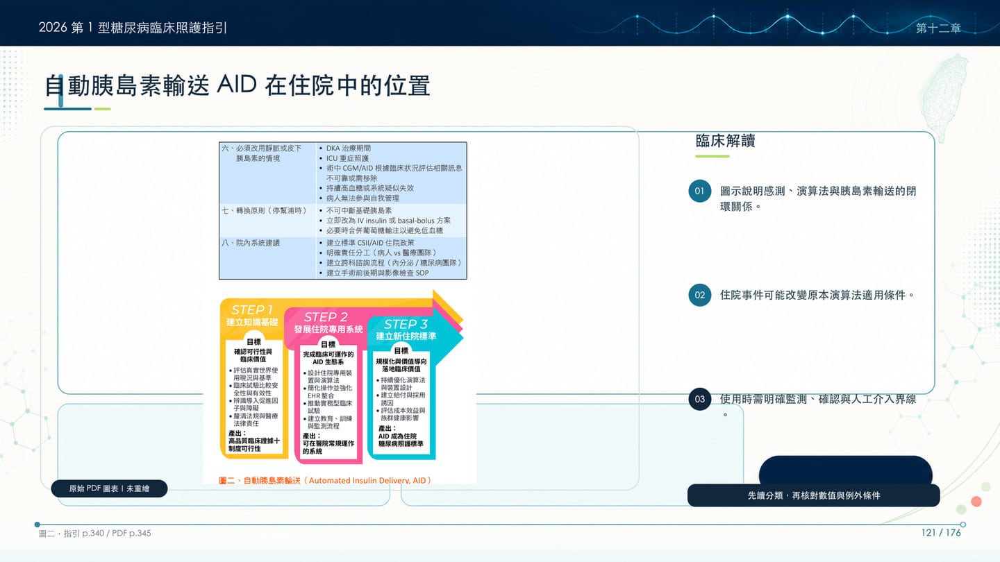 2026 第 1 型糖尿病臨床照護指引
第十二章
自動胰島素輸送 AID 在住院中的位置
六、必須改用靜脈或皮下
胰島素的情境
• DKA 治療期間
• ICU 重症照護
• 術中 CGM/AID 根據臨床狀況評估相關訊息
不可靠或需移除
• 持續高血糖或系統疑似失效
• 病人無法參與自我管理
七、轉換原則（停幫浦時）
• 不可中斷基礎胰島素
• 立即改為 IV insulin 或 basal-bolus 方案
• 必要時合併葡萄糖輸注以避免低血糖
八、院內系統建議
• 建立標準 CSII/AID 住院政策
• 明確責任分工（病人 vs 醫療團隊）
• 建立跨科諮詢流程（內分泌 / 糖尿病團隊）
• 建立手術前後期與影像檢查 SOP
STEP 1
建立知識基礎
目標
確認可行性與
臨床價值
• 評估真實世界使
用現況與基準
• 臨床試驗比較安
全性與有效性
• 辨識導入促進因
子與障礙
• 釐清法規與醫療
法律責任
產出：
高品質臨床證據＋
制度可行性
STEP 2
發展住院專用系統
目標
完成臨床可運作的
AID 生態系
• 設計住院專用裝
置與演算法
• 簡化操作並強化
EHR 整合
• 推動實務型臨床
試驗
• 建立教育、訓練
與監測流程
產出：
可在醫院常規運作
的系統
STEP 3
建立新住院標準
目標
規模化與價值導向
落地臨床價值
• 持續優化演算法
與裝置設計
• 建立給付與採用
誘因
• 評估成本效益與
族群健康影響
產出：
AID 成為住院
糖尿病照護標準
圖二、自動胰島素輸送（Automated Insulin Delivery, AID）
臨床解讀
01 圖示說明感測、演算法與胰島素輸送的閉
環關係。
02 住院事件可能改變原本演算法適用條件。
03 使用時需明確監測、確認與人工介入界線
。
原始 PDF 圖表｜未重繪
先讀分類，再核對數值與例外條件
圖二，指引 p.340 / PDF p.345
121 / 176